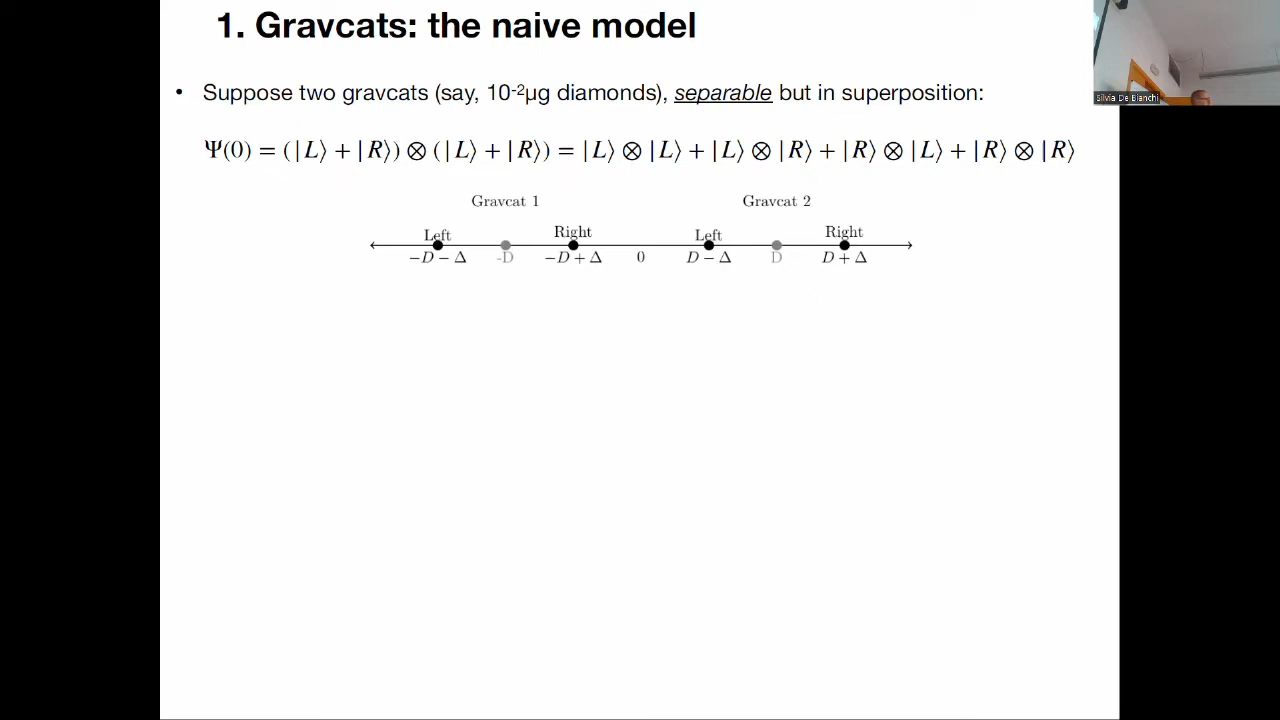 1. Gravcats: the naive model
Silvia De Bianchi
• Suppose two gravcats (say, 10⁻²μg diamonds), separable but in superposition:
Ψ(0) = (|L⟩ + |R⟩) ⊗ (|L⟩ + |R⟩) = |L⟩ ⊗ |L⟩ + |L⟩ ⊗ |R⟩ + |R⟩ ⊗ |L⟩ + |R⟩ ⊗ |R⟩
Gravcat 1 Gravcat 2
Left Right Left Right
−D − Δ -D −D + Δ 0 D − Δ D D + Δ